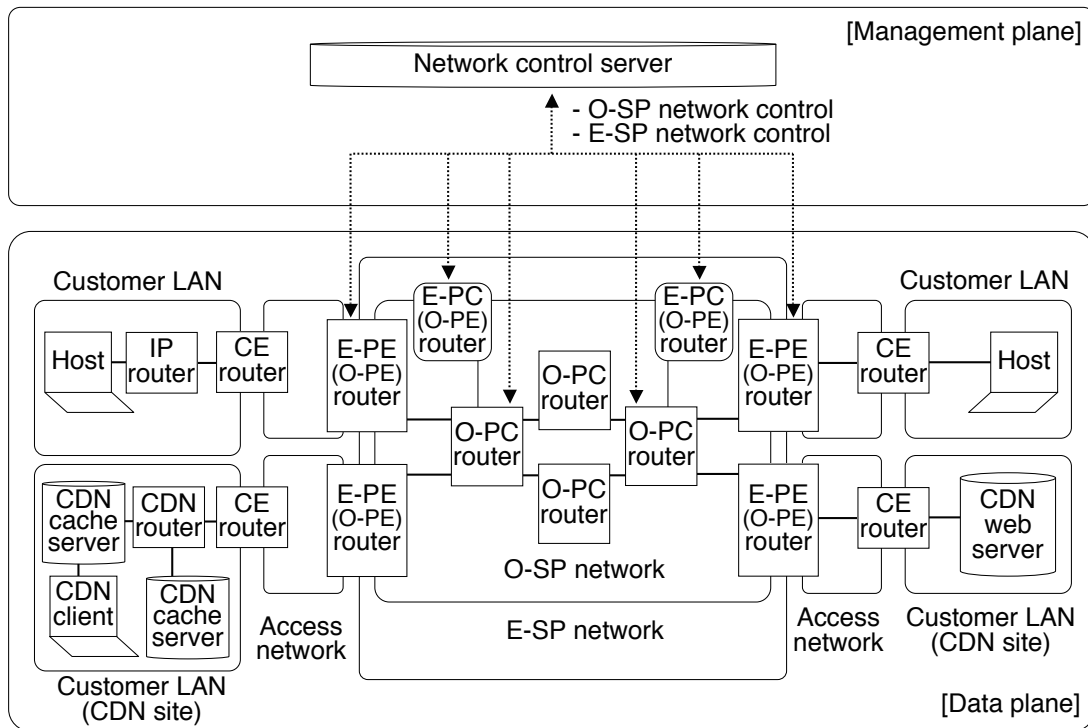 [Management plane]
Network control server
- O-SP network control
- E-SP network control
Customer LAN
Host
IP
router
CE
router
E-PE
(O-PE)
router
E-PC
(O-PE)
router
O-PC
router
O-PC
router
E-PC
(O-PE)
router
O-PC
router
E-PE
(O-PE)
router
CE
router
Customer LAN
Host
CDN
cache
server
CDN
router
CE
router
E-PE
(O-PE)
router
O-PC
router
E-PE
(O-PE)
router
CE
router
CDN
web
server
CDN
client
CDN
cache
server
Access
network
O-SP network
E-SP network
Access
network
Customer LAN
(CDN site)
Customer LAN
(CDN site)
[Data plane]